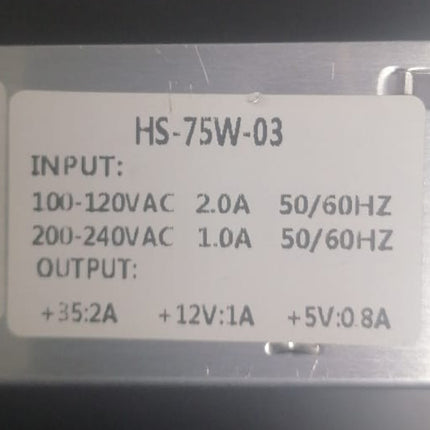 HS-75W-03
INPUT:
100-120VAC 2.0A 50/60HZ
200-240VAC 1.0A 50/60HZ
OUTPUT:
+35:2A +12V:1A +5V:0.8A